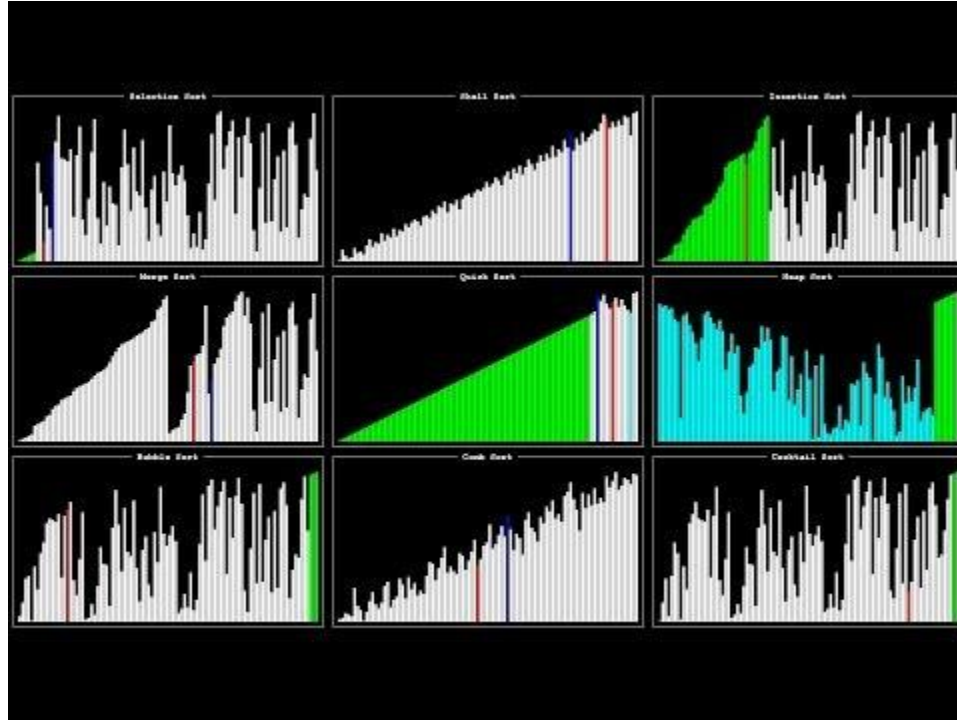 Selection Sort
Shell Sort
Insertion Sort
Merge Sort
Quick Sort
Heap Sort
Bubble Sort
Comb Sort
Cocktail Sort